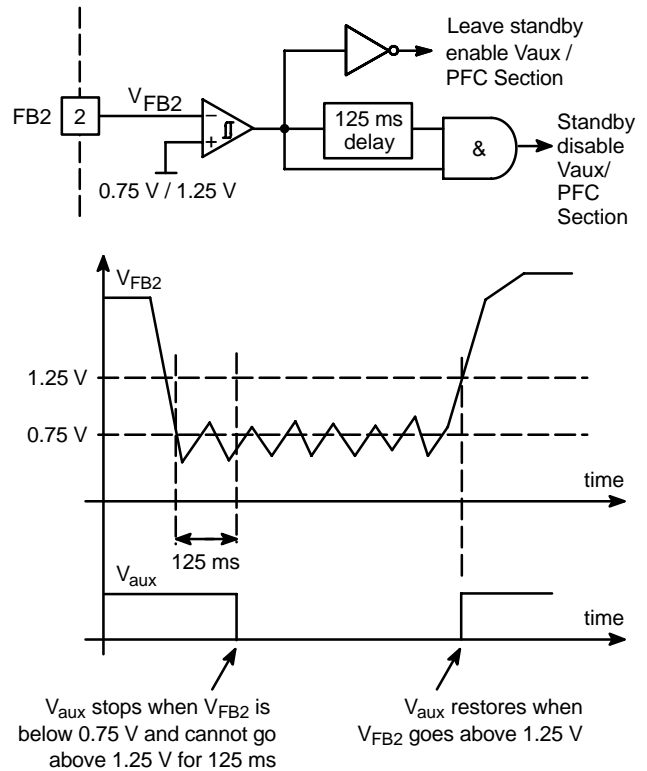 Leave standby
enable Vaux /
PFC Section
FB2
2
VFB2
−
+
125 ms
delay
&
Standby
disable
Vaux/
PFC
Section
0.75 V / 1.25 V
VFB2
1.25 V
0.75 V
time
125 ms
Vaux
time
Vaux stops when VFB2 is
below 0.75 V and cannot go
above 1.25 V for 125 ms
Vaux restores when
VFB2 goes above 1.25 V